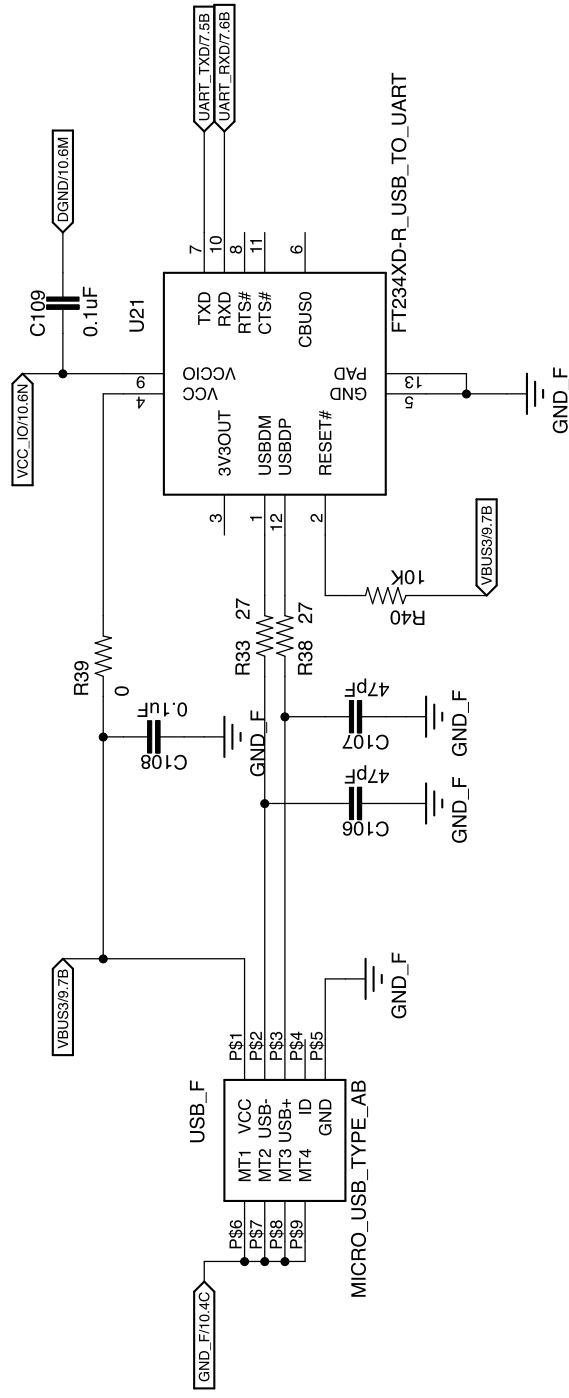 UART_TXD/7.5B
UART_RXD/7.6B
DGND/10.6M
C109
0.1uF
VCC_IO/10.6N
U21
FT234XD-R_USB_TO_UART
7
10
8
11
6
TXD
RXD
RTS#
CTS#
CBUS0
9
4
VCCIO
VCC
PAD
GND
13
5
GND_F
3V3OUT
USBDM
USBDP
RESET#
3
1
12
2
R39
0
R33
27
R38
27
R40
10K
VBUS3/9.7B
C108
0.1uF
GND_F
C107
47pF
GND_F
C106
47pF
GND_F
VBUS3/9.7B
GND_F
USB_F
MICRO_USB_TYPE_AB
P$1
P$2
P$3
P$4
P$5
VCC
USB-
USB+
ID
GND
MT1
MT2
MT3
MT4
P$6
P$7
P$8
P$9
GND_F/10.4C